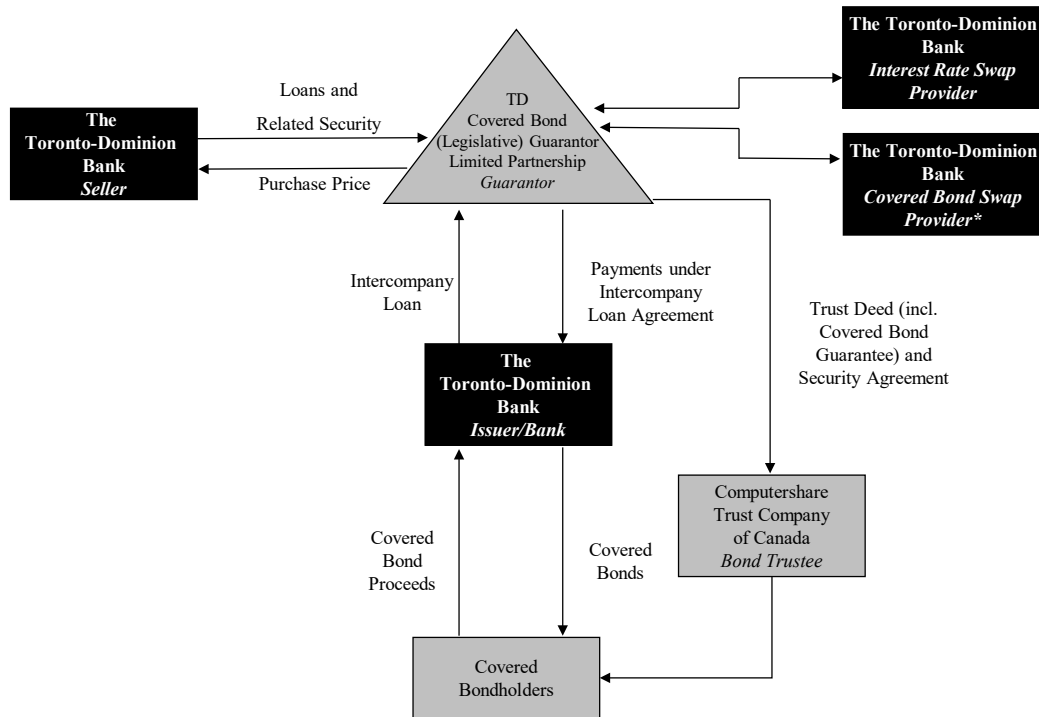 The Toronto-Dominion
Bank
Interest Rate Swap
Provider
TD
Covered Bond
(Legislative) Guarantor
Limited Partnership
Guarantor
Loans and
Related Security
The
Toronto-Dominion
Bank
Seller
Purchase Price
The Toronto-Dominion
Bank
Covered Bond Swap
Provider*
Intercompany
Loan
Payments under
Intercompany
Loan Agreement
Trust Deed (incl.
Covered Bond
Guarantee) and
Security Agreement
The
Toronto-Dominion
Bank
Issuer/Bank
Computershare
Trust Company
of Canada
Bond Trustee
Covered
Bond
Proceeds
Covered
Bonds
Covered
Bondholders